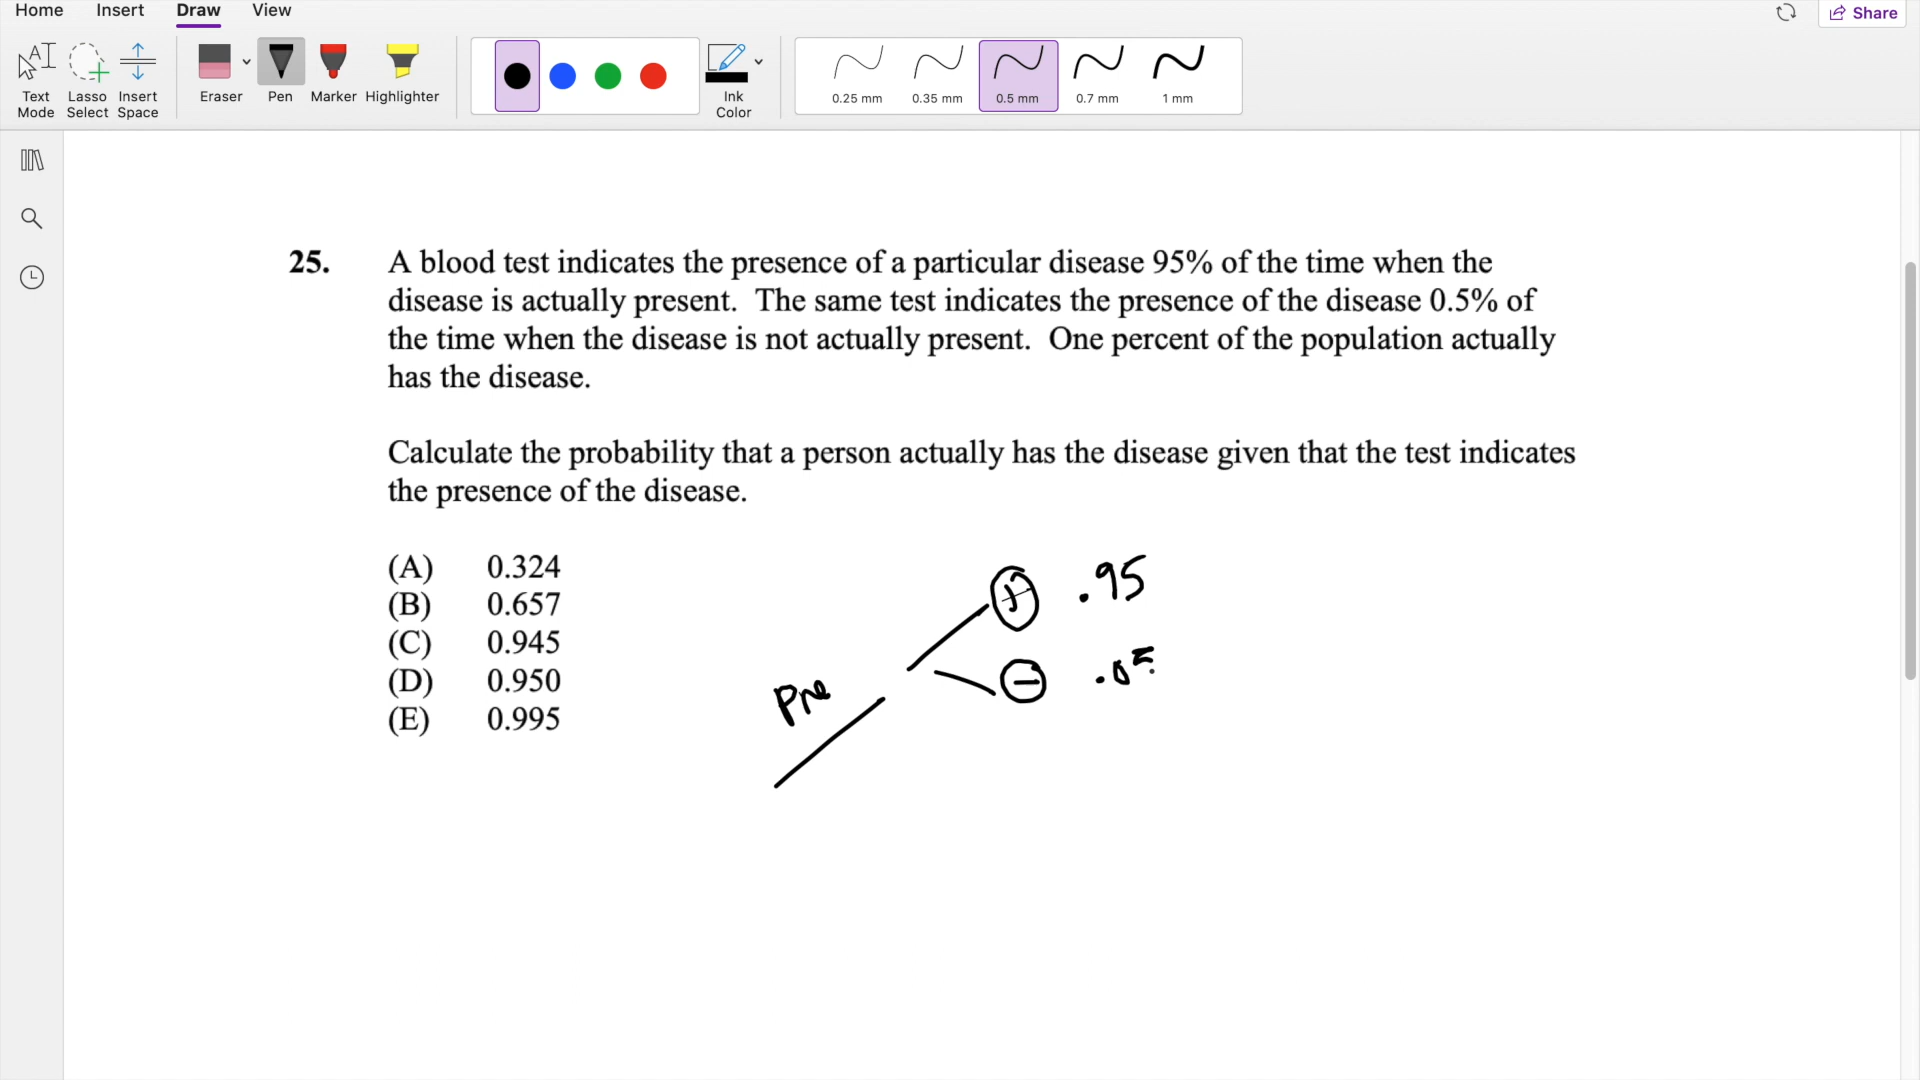 Home Insert Draw View
Share
Text Mode
Lasso Select
Insert Space
Eraser
Pen
Marker
Highlighter
Ink Color
0.25 mm
0.35 mm
0.5 mm
0.7 mm
1 mm
25. A blood test indicates the presence of a particular disease 95% of the time when the
disease is actually present. The same test indicates the presence of the disease 0.5% of
the time when the disease is not actually present. One percent of the population actually
has the disease.
Calculate the probability that a person actually has the disease given that the test indicates
the presence of the disease.
(A) 0.324
(B) 0.657
(C) 0.945
(D) 0.950
(E) 0.995
Pre
+ .95
- .05